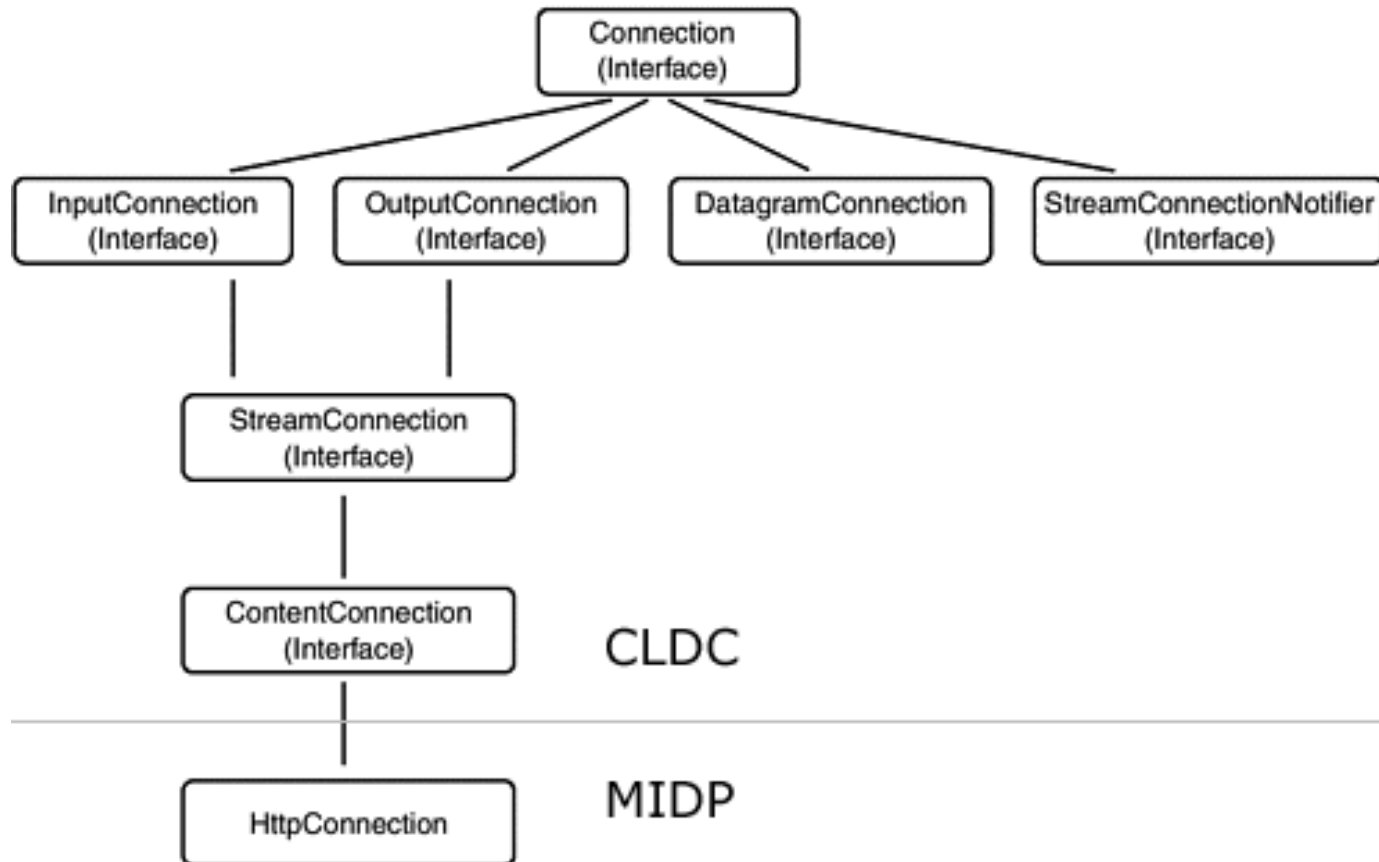 Connection
(Interface)
InputConnection
(Interface)
OutputConnection
(Interface)
DatagramConnection
(Interface)
StreamConnectionNotifier
(Interface)
StreamConnection
(Interface)
ContentConnection
(Interface)
CLDC
MIDP
HttpConnection